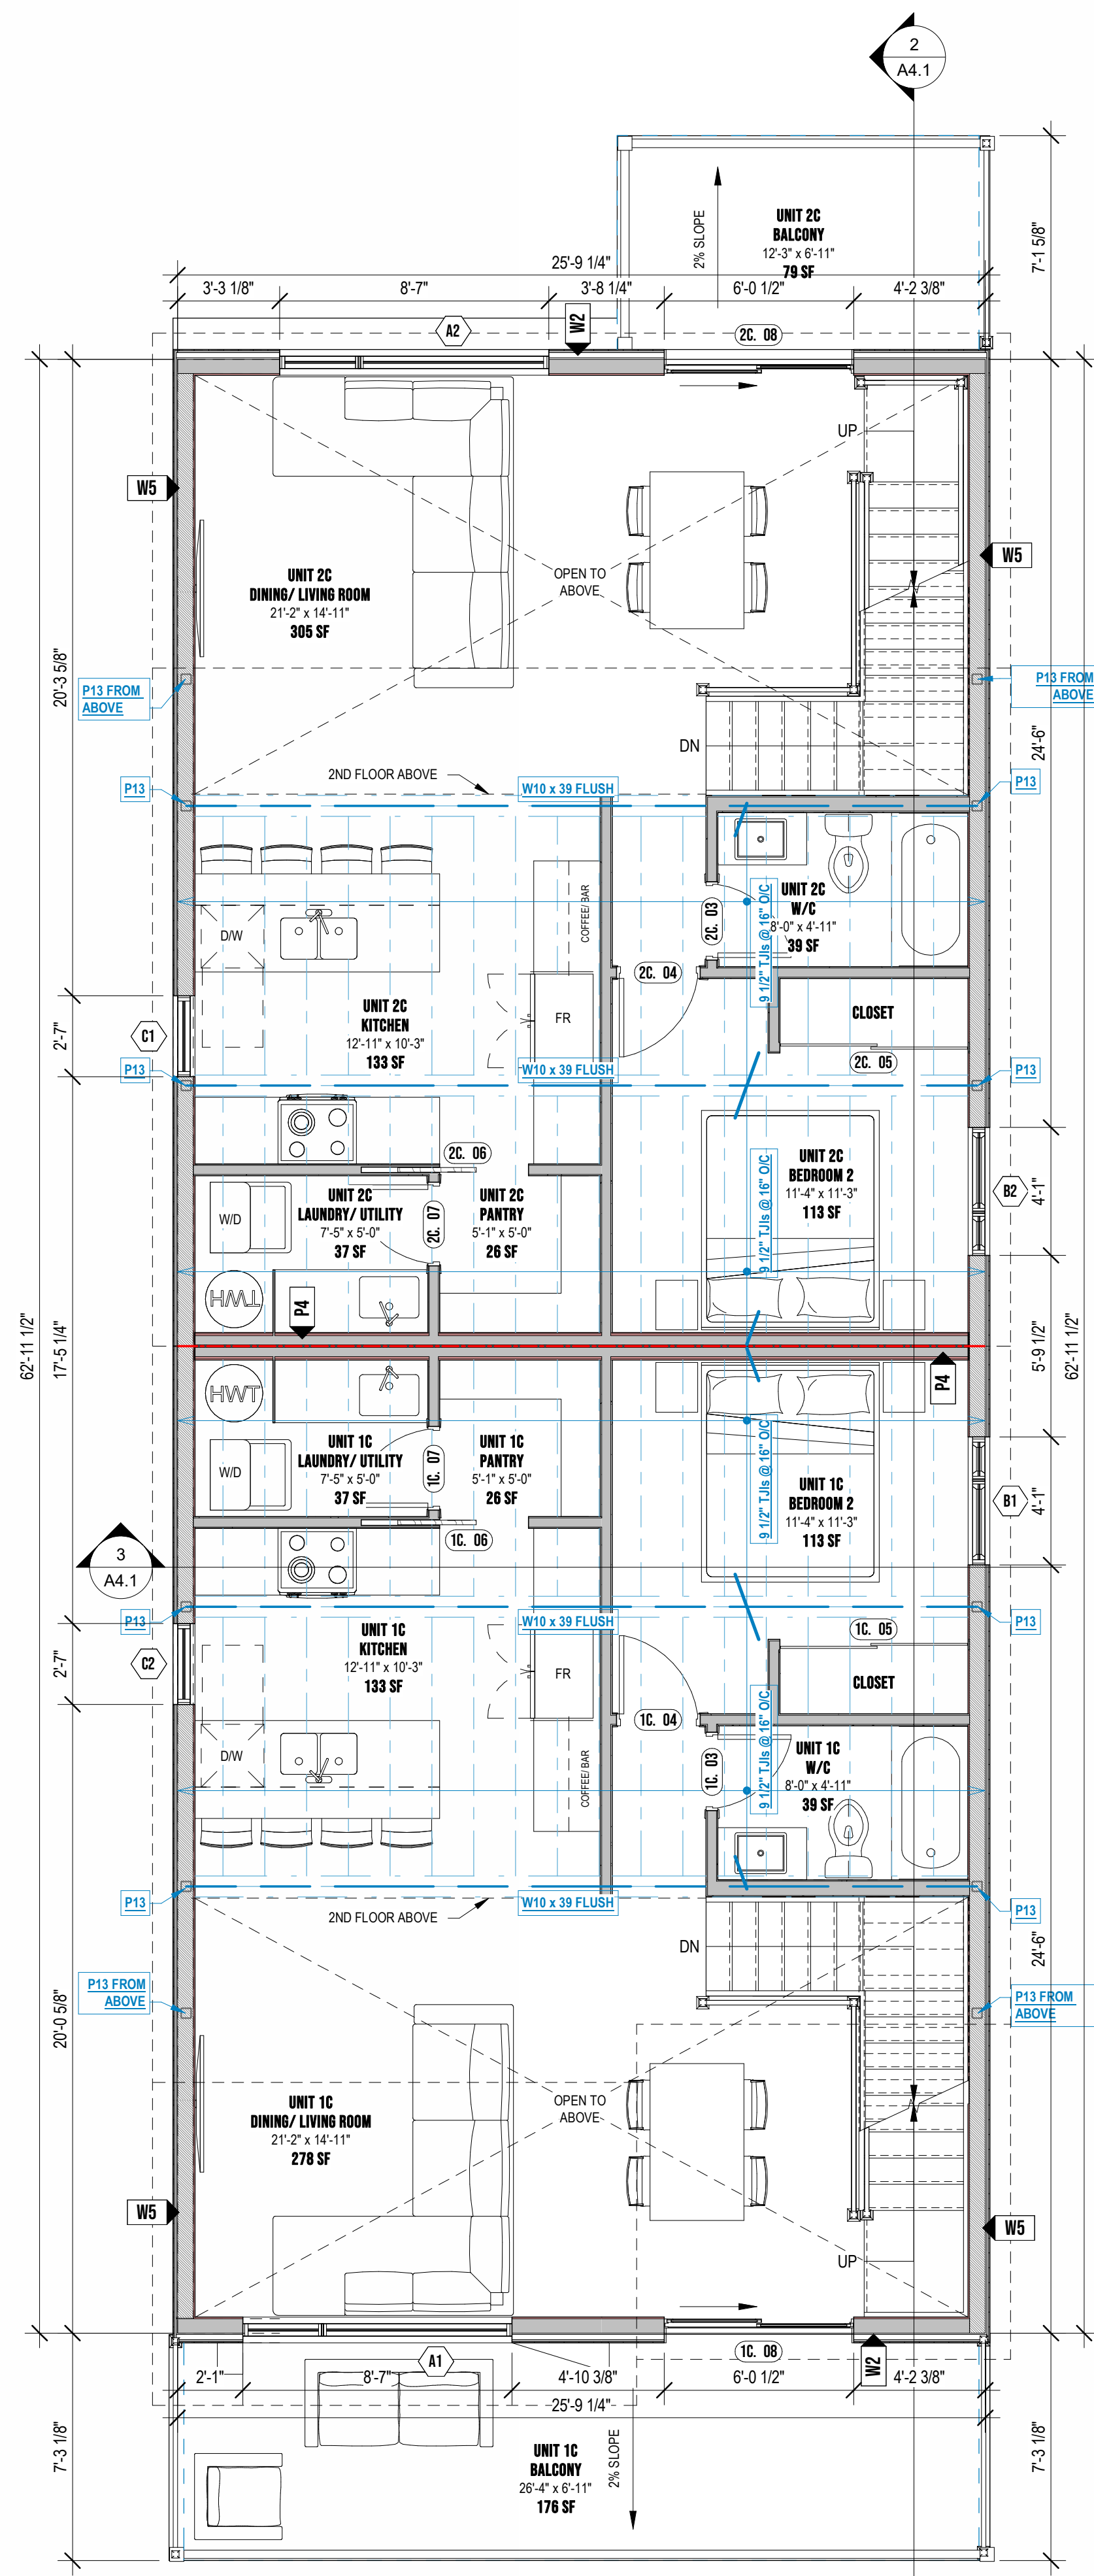 2
A4.1
UNIT 2C
BALCONY
12'-3" x 6'-11"
79 SF
2% SLOPE
7'-1 5/8"
25'-9 1/4"
3'-3 1/8"
8'-7"
3'-8 1/4"
6'-0 1/2"
4'-2 3/8"
A2
W2
2C. 08
UP
W5
W5
OPEN TO
ABOVE
UNIT 2C
DINING/ LIVING ROOM
21'-2" x 14'-11"
305 SF
20'-3 5/8"
P13 FROM
ABOVE
P13 FROM
ABOVE
24'-6"
DN
2ND FLOOR ABOVE
P13
W10 x 39 FLUSH
P13
COFFEE/ BAR
UNIT 2C
W/C
8'-0" x 4'-11"
39 SF
2C. 03
9 1/2" TJIs @ 16" O/C
D/W
2C. 04
UNIT 2C
KITCHEN
12'-11" x 10'-3"
133 SF
FR
CLOSET
2'-7"
C1
2C. 05
P13
W10 x 39 FLUSH
P13
2C. 06
UNIT 2C
BEDROOM 2
11'-4" x 11'-3"
113 SF
9 1/2" TJIs @ 16" O/C
B2
4'-1"
W/D
UNIT 2C
LAUNDRY/ UTILITY
7'-5" x 5'-0"
37 SF
2C. 07
UNIT 2C
PANTRY
5'-1" x 5'-0"
26 SF
HWT
P4
62'-11 1/2"
17'-5 1/4"
5'-9 1/2"
62'-11 1/2"
P4
HWT
W/D
UNIT 1C
LAUNDRY/ UTILITY
7'-5" x 5'-0"
37 SF
1C. 07
UNIT 1C
PANTRY
5'-1" x 5'-0"
26 SF
9 1/2" TJIs @ 16" O/C
UNIT 1C
BEDROOM 2
11'-4" x 11'-3"
113 SF
B1
4'-1"
1C. 06
3
A4.1
P13
W10 x 39 FLUSH
P13
1C. 05
UNIT 1C
KITCHEN
12'-11" x 10'-3"
133 SF
2'-7"
C2
FR
CLOSET
1C. 04
D/W
COFFEE/ BAR
1C. 03
9 1/2" TJIs @ 16" O/C
UNIT 1C
W/C
8'-0" x 4'-11"
39 SF
P13
W10 x 39 FLUSH
P13
2ND FLOOR ABOVE
DN
24'-6"
P13 FROM
ABOVE
P13 FROM
ABOVE
20'-0 5/8"
UNIT 1C
DINING/ LIVING ROOM
21'-2" x 14'-11"
278 SF
OPEN TO
ABOVE
W5
W5
UP
A1
1C. 08
W2
2'-1"
8'-7"
4'-10 3/8"
6'-0 1/2"
4'-2 3/8"
25'-9 1/4"
7'-3 1/8"
UNIT 1C
BALCONY
26'-4" x 6'-11"
176 SF
2% SLOPE
7'-3 1/8"